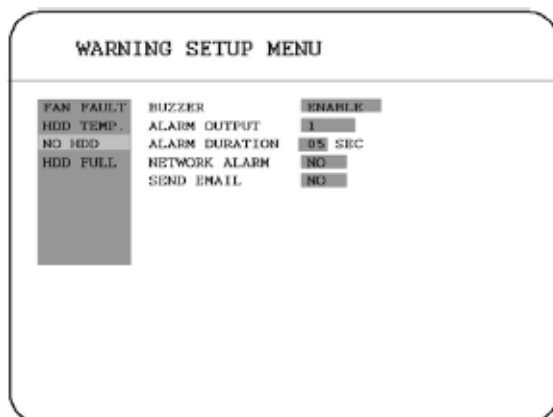 WARNING SETUP MENU
FAN FAULT BUZZER ENABLE
HDD TEMP. ALARM OUTPUT 1
NO HDD ALARM DURATION 05 SEC
HDD FULL NETWORK ALARM NO
SEND EMAIL NO